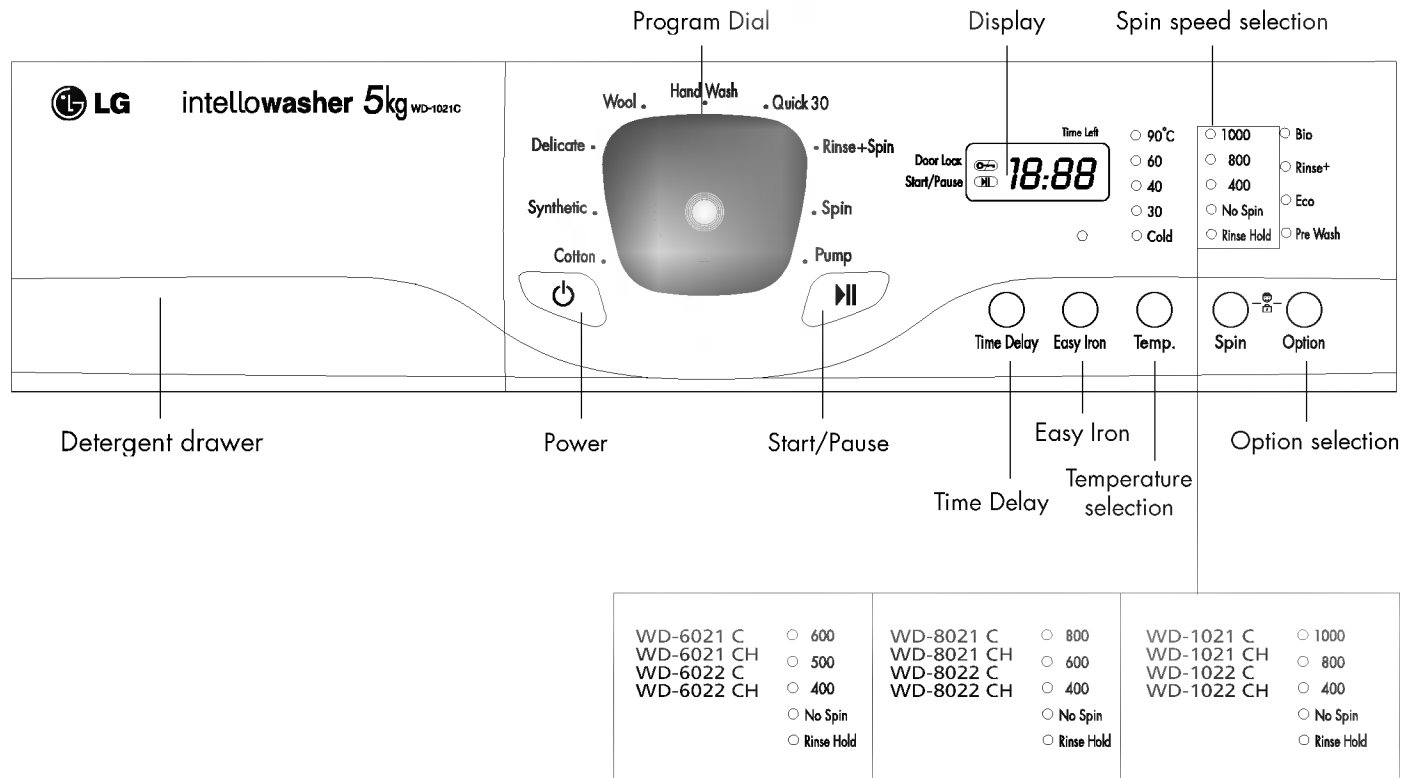 Program Dial
Display
Spin speed selection
LG
intellowasher 5kg WD-1021C
Wool
Hand Wash
Quick 30
Delicate
Rinse+Spin
Synthetic
Spin
Cotton
Pump
Time Left
Door Lock
Start/Pause
18:88
90°C
60
40
30
Cold
1000
800
400
No Spin
Rinse Hold
Bio
Rinse+
Eco
Pre Wash
Time Delay
Easy Iron
Temp.
Spin
Option
Detergent drawer
Power
Start/Pause
Easy Iron
Option selection
Time Delay
Temperature
selection
WD-6021 C
WD-6021 CH
WD-6022 C
WD-6022 CH
600
500
400
No Spin
Rinse Hold
WD-8021 C
WD-8021 CH
WD-8022 C
WD-8022 CH
800
600
400
No Spin
Rinse Hold
WD-1021 C
WD-1021 CH
WD-1022 C
WD-1022 CH
1000
800
400
No Spin
Rinse Hold